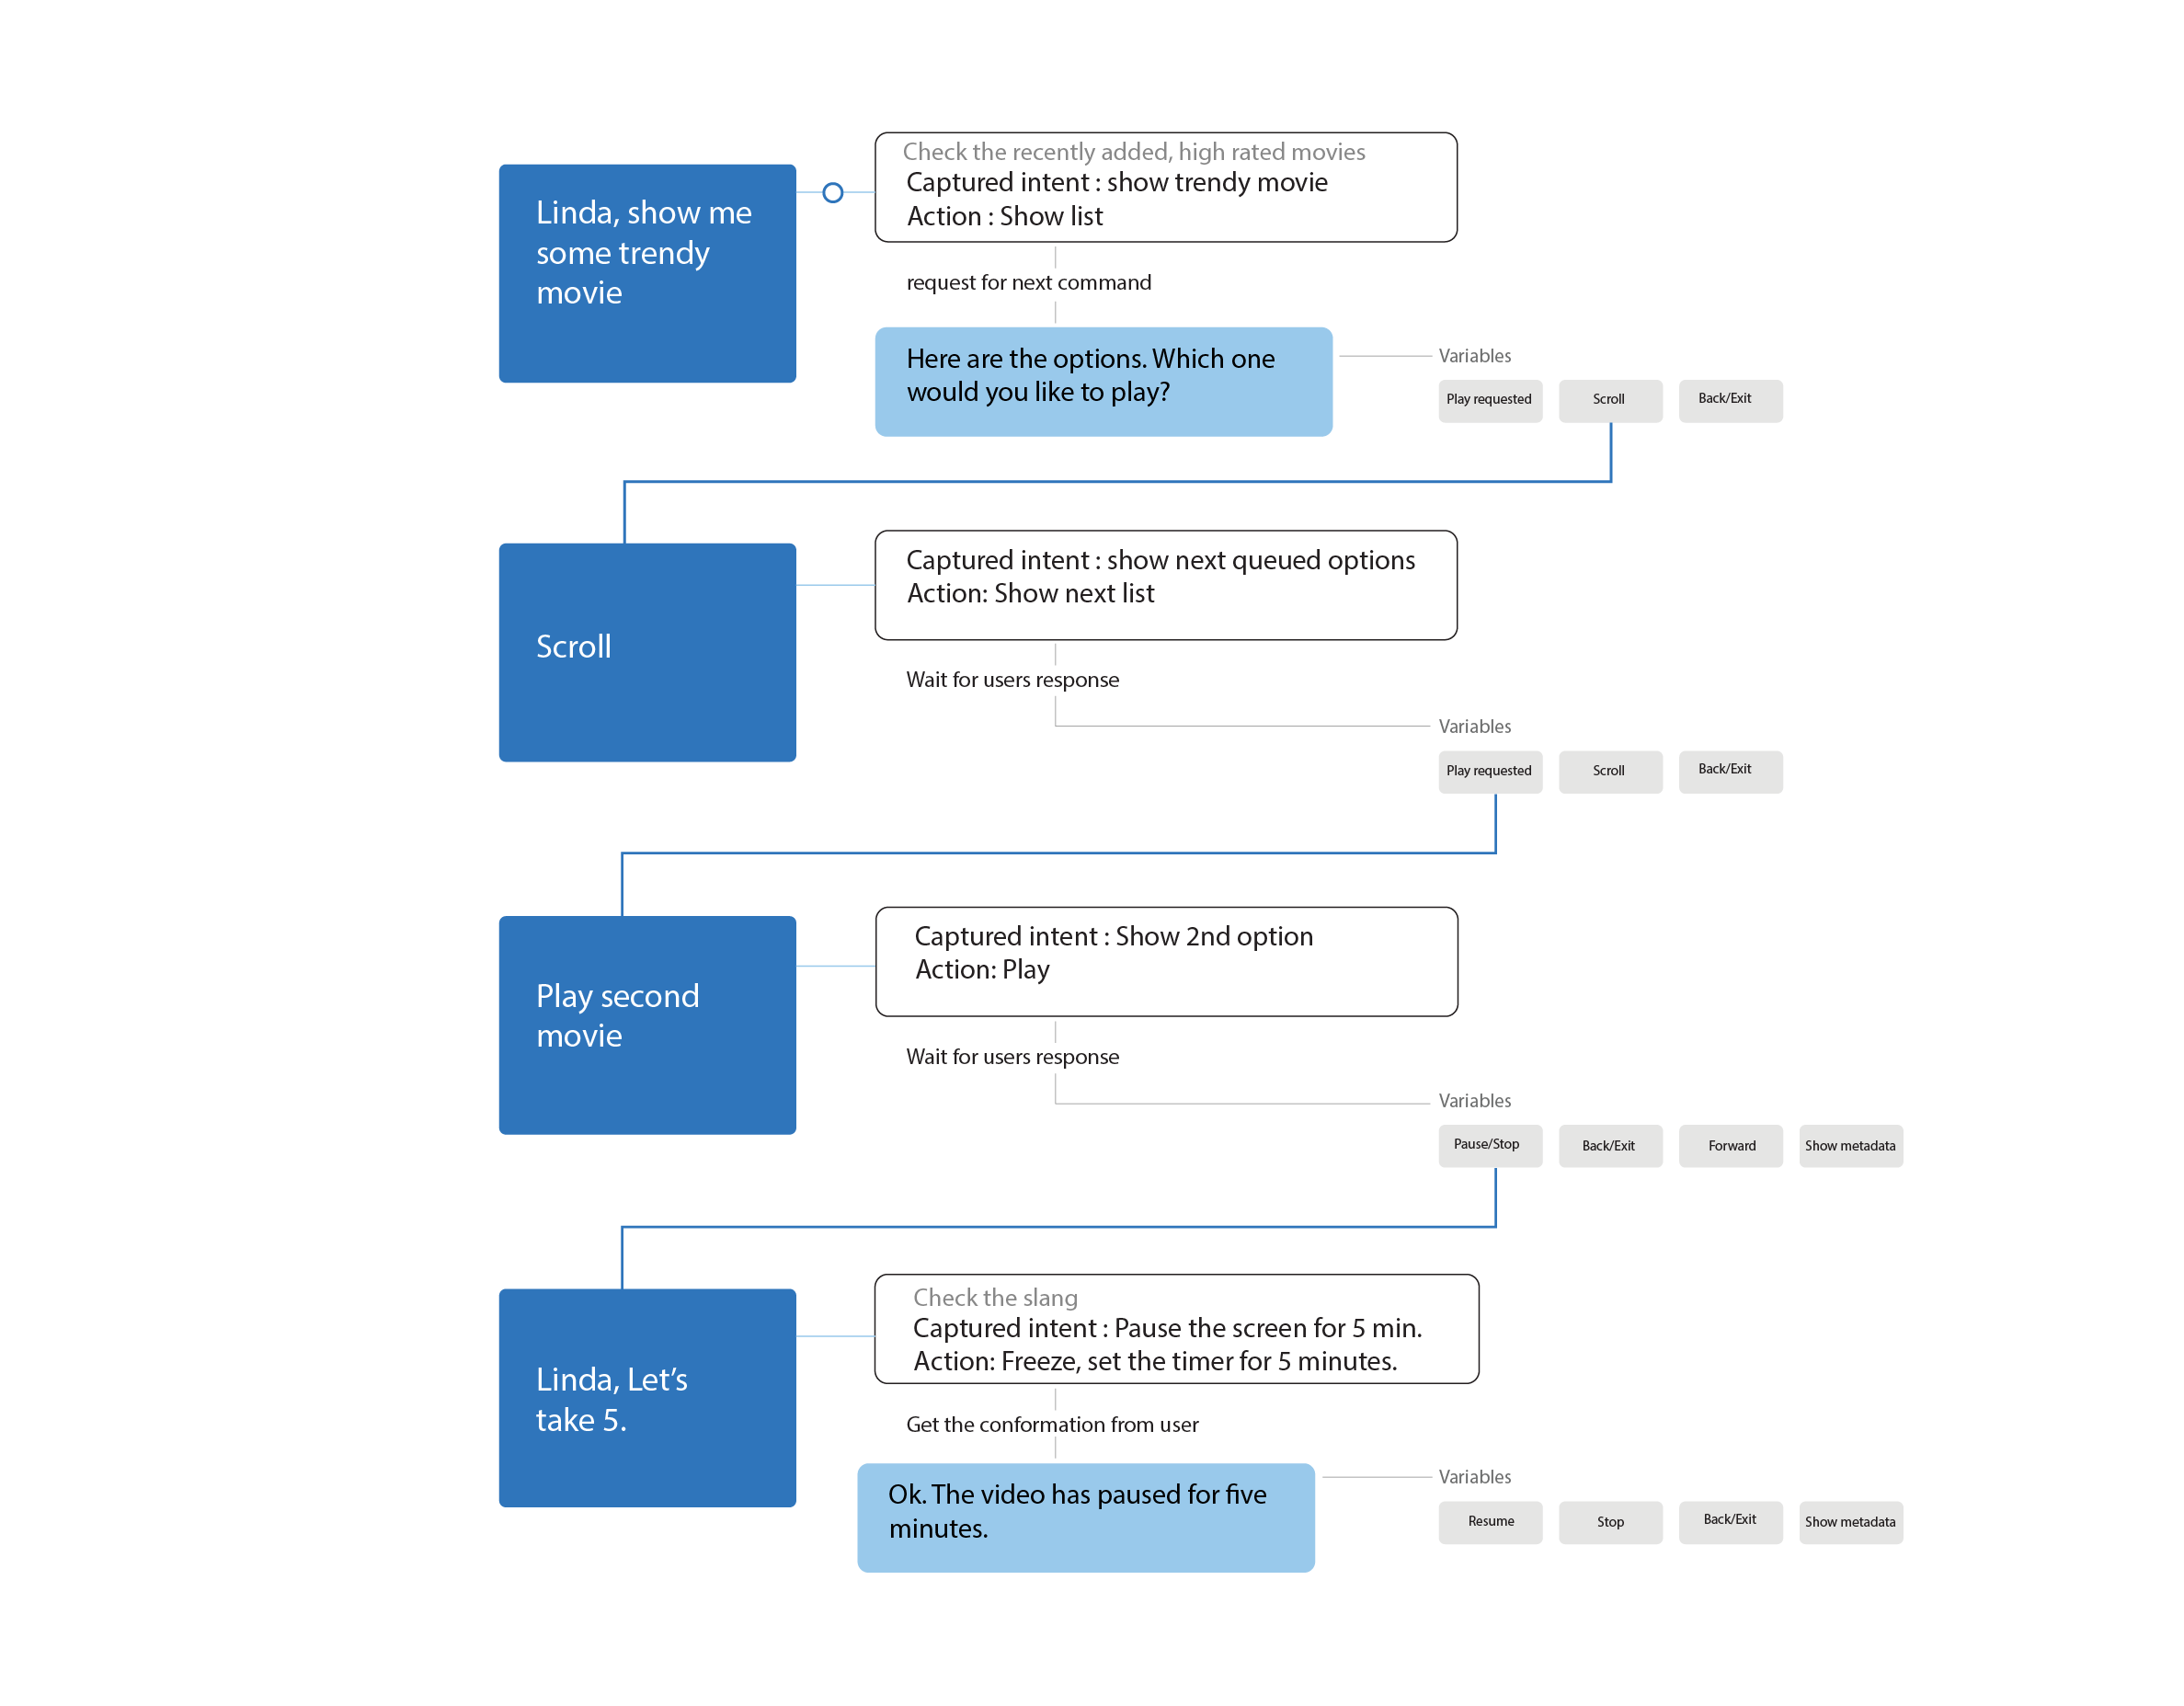 Linda, show me
some trendy
movie
Check the recently added, high rated movies
Captured intent : show trendy movie
Action : Show list
request for next command
Here are the options. Which one
would you like to play?
Variables
Play requested
Scroll
Back/Exit
Scroll
Captured intent : show next queued options
Action: Show next list
Wait for users response
Variables
Play requested
Scroll
Back/Exit
Play second
movie
Captured intent : Show 2nd option
Action: Play
Wait for users response
Variables
Pause/Stop
Back/Exit
Forward
Show metadata
Linda, Let’s
take 5.
Check the slang
Captured intent : Pause the screen for 5 min.
Action: Freeze, set the timer for 5 minutes.
Get the conformation from user
Ok. The video has paused for five
minutes.
Variables
Resume
Stop
Back/Exit
Show metadata